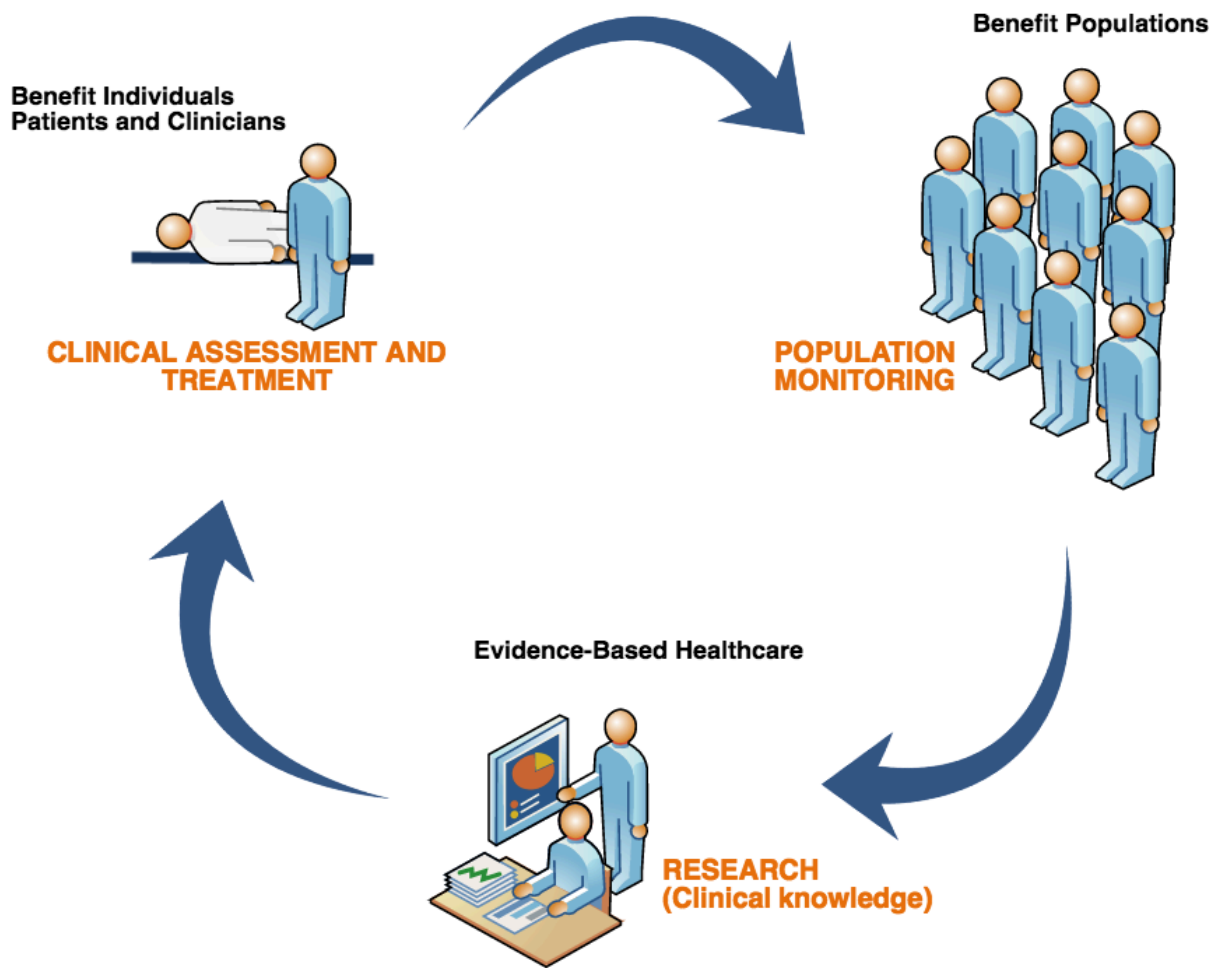 Benefit Populations
Benefit Individuals
Patients and Clinicians
CLINICAL ASSESSMENT AND
TREATMENT
POPULATION
MONITORING
Evidence-Based Healthcare
RESEARCH
(Clinical knowledge)